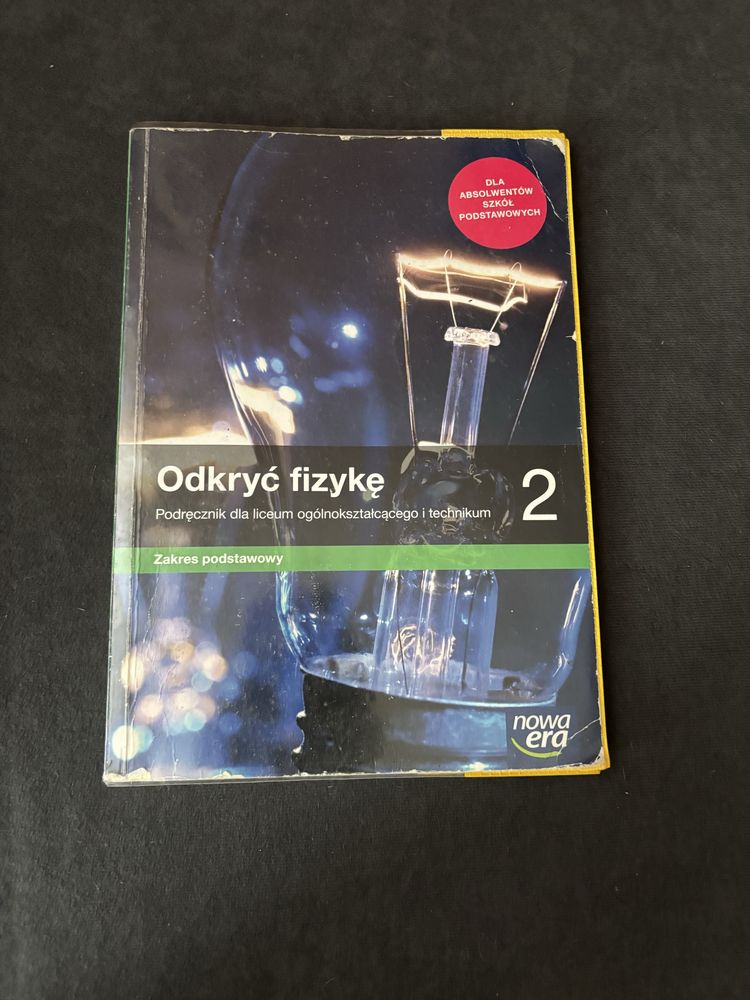 DLA
ABSOLWENTÓW
SZKÓŁ
PODSTAWOWYCH
Odkryć fizykę
2
Podręcznik dla liceum ogólnokształcącego i technikum
Zakres podstawowy
nowa
era